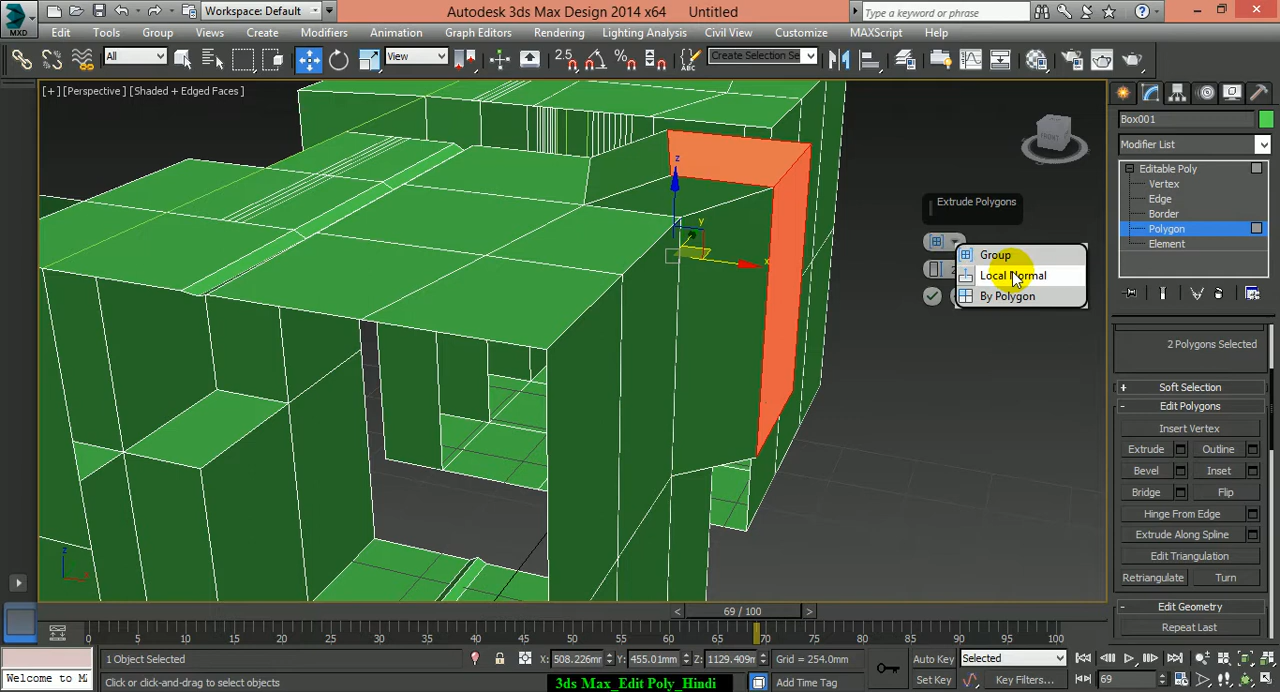 Workspace: Default
Autodesk 3ds Max Design 2014 x64 Untitled
Type a keyword or phrase
MXD
Edit Tools Group Views Create Modifiers Animation Graph Editors Rendering Lighting Analysis Civil View Customize MAXScript Help
All
View
2.5
Create Selection Se
[+] [Perspective] [Shaded + Edged Faces]
FRONT
z
y
x
Extrude Polygons
Group
Local Normal
By Polygon
Box001
Modifier List
Editable Poly
Vertex
Edge
Border
Polygon
Element
2 Polygons Selected
+ Soft Selection
- Edit Polygons
Insert Vertex
Extrude Outline
Bevel Inset
Bridge Flip
Hinge From Edge
Extrude Along Spline
Edit Triangulation
Retriangulate Turn
- Edit Geometry
Repeat Last
z
< 69 / 100 >
0 5 10 15 20 25 30 35 40 45 50 55 60 65 70 75 80 85 90 95 100
1 Object Selected
X: 508.226mm Y: 455.01mm Z: 1129.409m Grid = 254.0mm
Auto Key Selected
Welcome to M
Click or click-and-drag to select objects
3ds Max_Edit Poly_Hindi
Add Time Tag
Set Key Key Filters... 69